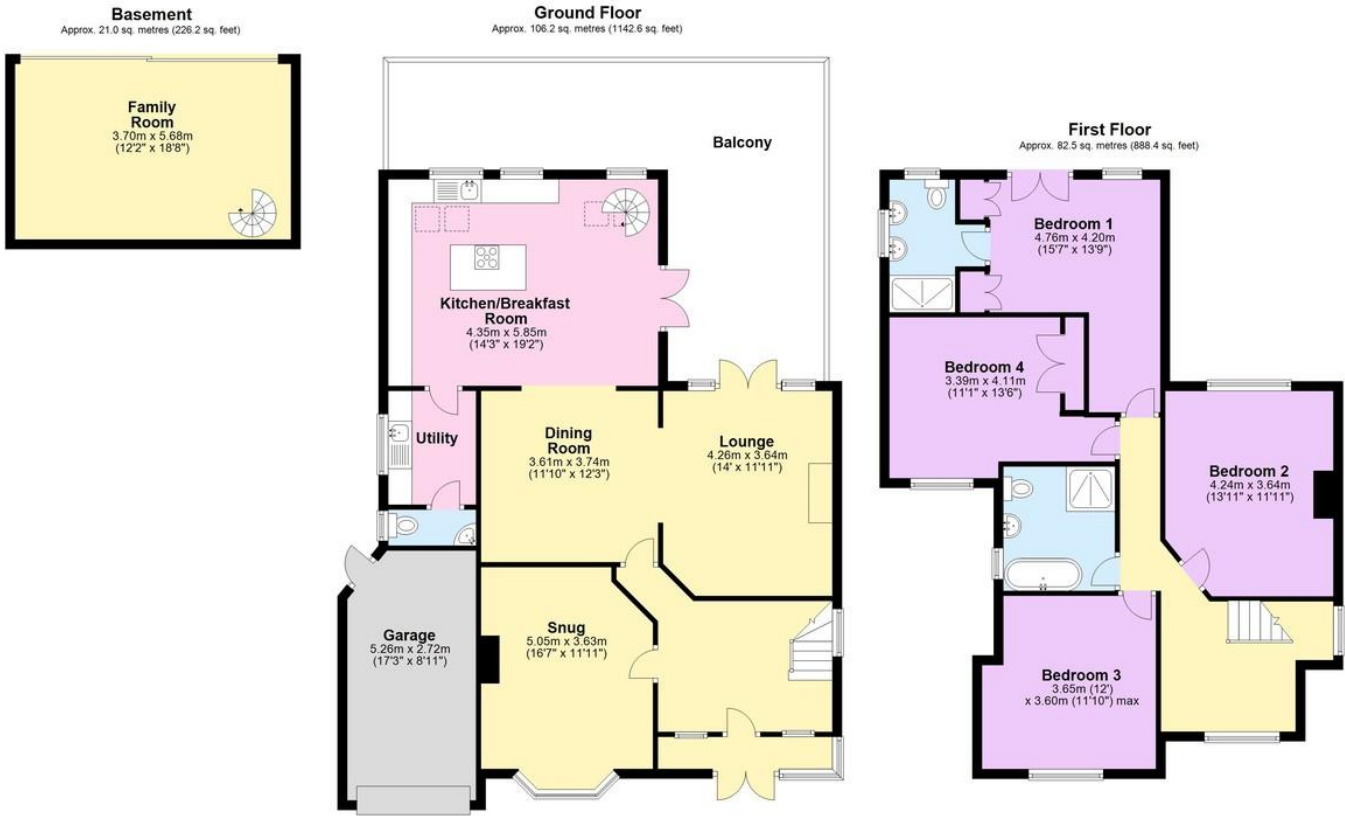 Basement
Approx. 21.0 sq. metres (226.2 sq. feet)
Family
Room
3.70m x 5.68m
(12'2" x 18'8")
Ground Floor
Approx. 106.2 sq. metres (1142.6 sq. feet)
Balcony
Kitchen/Breakfast
Room
4.35m x 5.85m
(14'3" x 19'2")
Utility
Dining
Room
3.61m x 3.74m
(11'10" x 12'3")
Lounge
4.26m x 3.64m
(14' x 11'11")
Garage
5.26m x 2.72m
(17'3" x 8'11")
Snug
5.05m x 3.63m
(16'7" x 11'11")
First Floor
Approx. 82.5 sq. metres (888.4 sq. feet)
Bedroom 1
4.76m x 4.20m
(15'7" x 13'9")
Bedroom 4
3.39m x 4.11m
(11'1" x 13'6")
Bedroom 2
4.24m x 3.64m
(13'11" x 11'11")
Bedroom 3
3.65m (12')
x 3.60m (11'10") max